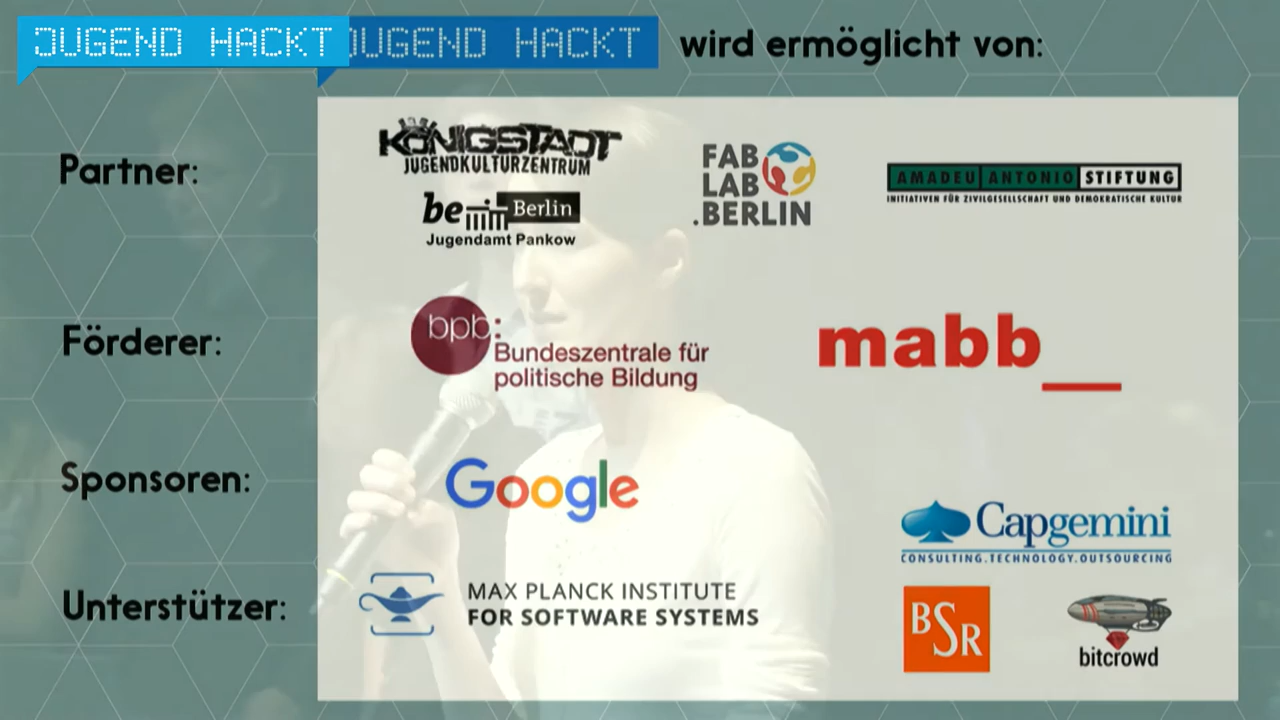 JUGEND HACKT JUGEND HACKT wird ermöglicht von:
Partner:
KÖNIGSTADT
JUGENDKULTURZENTRUM
be Berlin
Jugendamt Pankow
FAB
LAB
.BERLIN
AMADEU ANTONIO STIFTUNG
INITIATIVEN FÜR ZIVILGESELLSCHAFT UND DEMOKRATISCHE KULTUR
Förderer:
bpb:
Bundeszentrale für
politische Bildung
mabb_
Sponsoren:
Google
Capgemini
CONSULTING.TECHNOLOGY.OUTSOURCING
Unterstützer:
MAX PLANCK INSTITUTE
FOR SOFTWARE SYSTEMS
BSR
bitcrowd